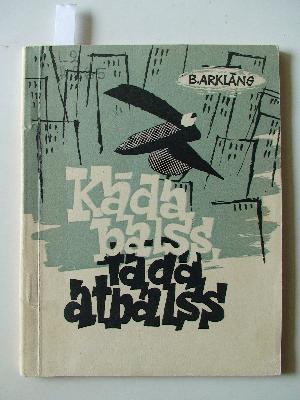 B. ARKLĀNS
Kāda
balss,
tāda
atbalss